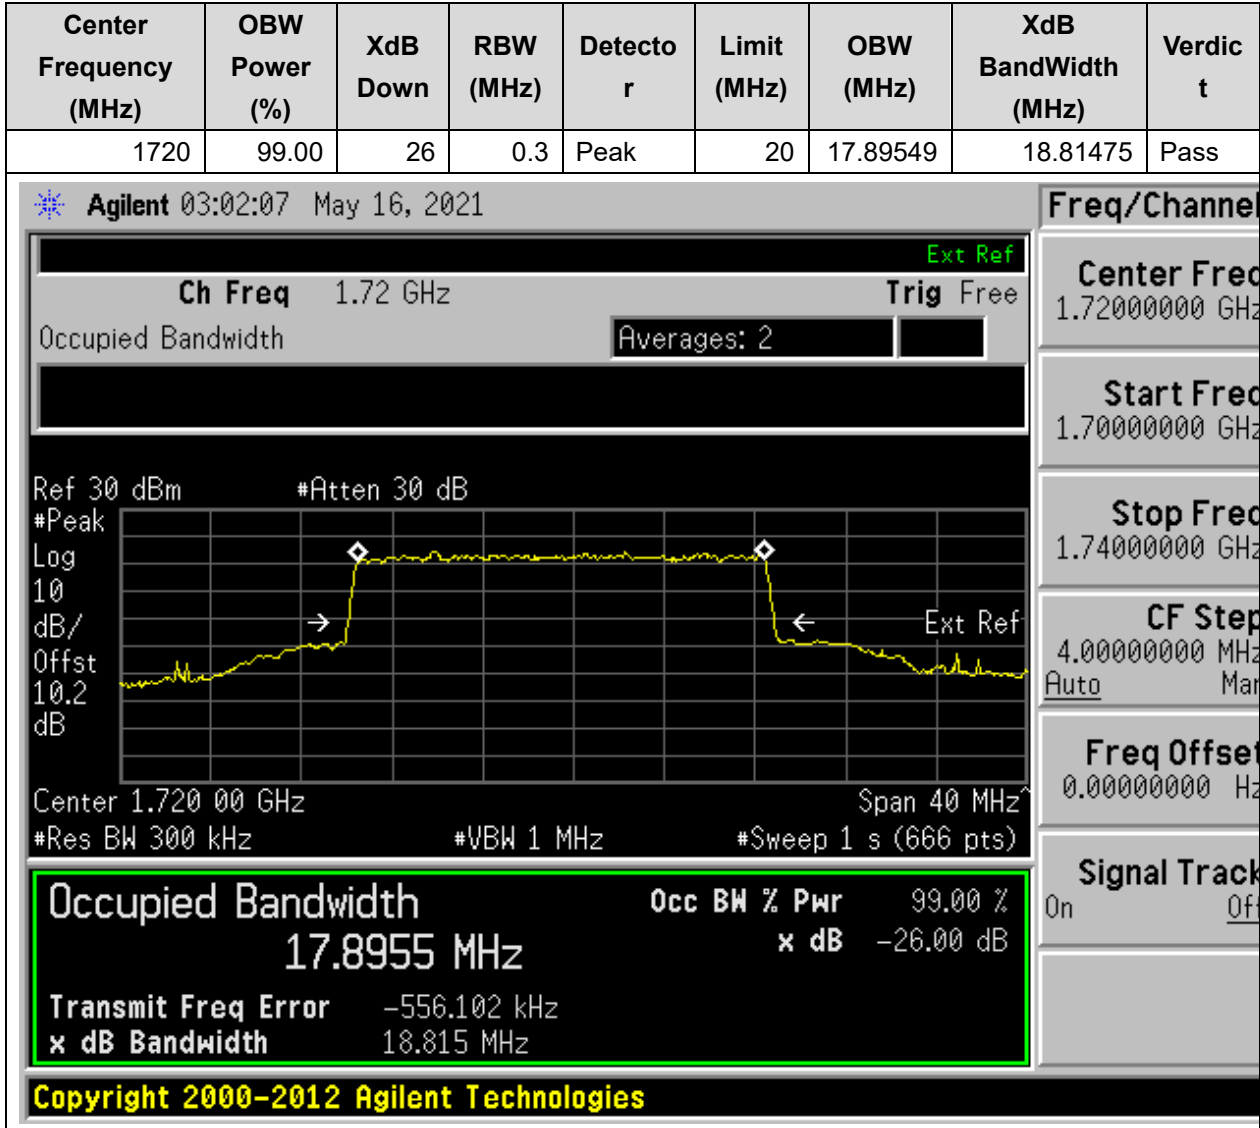 Center Frequency (MHz) OBW Power (%) XdB Down RBW (MHz) Detecto r Limit (MHz) OBW (MHz) XdB BandWidth (MHz) Verdic t
1720 99.00 26 0.3 Peak 20 17.89549 18.81475 Pass
Agilent 03:02:07 May 16, 2021
Freq/Channel
Ext Ref
Ch Freq 1.72 GHz Trig Free
Occupied Bandwidth Averages: 2
Center Freq
1.72000000 GHz
Start Freq
1.70000000 GHz
Stop Freq
1.74000000 GHz
CF Step
4.00000000 MHz
Auto Man
Freq Offset
0.00000000 Hz
Signal Track
On Off
Ref 30 dBm #Atten 30 dB
#Peak
Log
10
dB/
Offst
10.2
dB
Ext Ref
Center 1.720 00 GHz Span 40 MHz^
#Res BW 300 kHz #VBW 1 MHz #Sweep 1 s (666 pts)
Occupied Bandwidth
17.8955 MHz
Occ BW % Pwr 99.00 %
x dB -26.00 dB
Transmit Freq Error -556.102 kHz
x dB Bandwidth 18.815 MHz
Copyright 2000-2012 Agilent Technologies